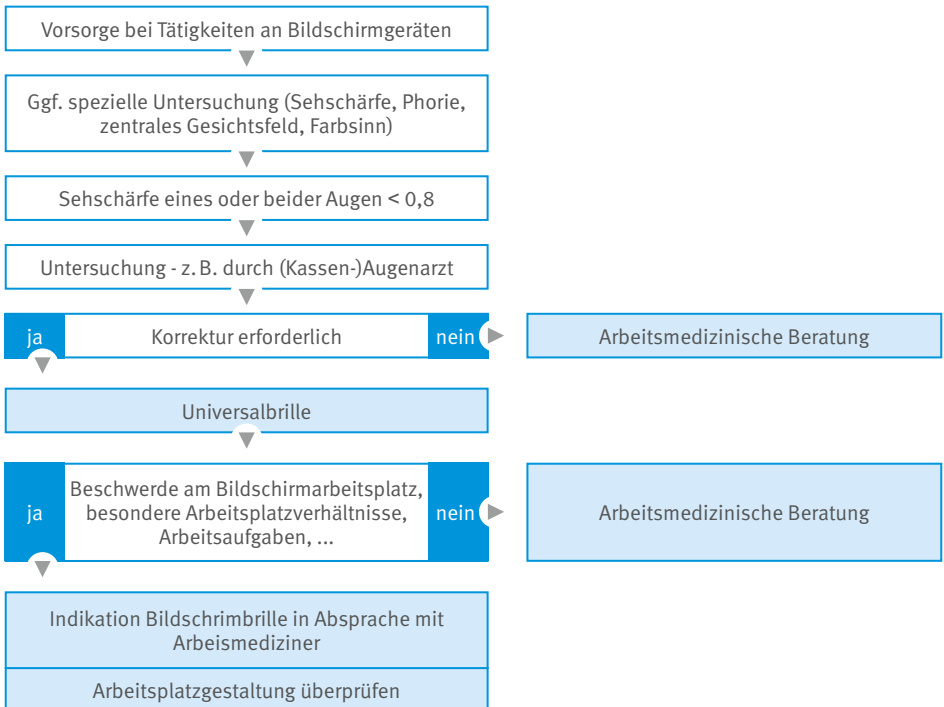 Vorsorge bei Tätigkeiten an Bildschirmgeräten
Ggf. spezielle Untersuchung (Sehschärfe, Phorie,
zentrales Gesichtsfeld, Farbsinn)
Sehschärfe eines oder beider Augen < 0,8
Untersuchung - z. B. durch (Kassen-)Augenarzt
ja
Korrektur erforderlich
nein
Arbeitsmedizinische Beratung
Universalbrille
ja
Beschwerde am Bildschirmarbeitsplatz,
besondere Arbeitsplatzverhältnisse,
Arbeitsaufgaben, ...
nein
Arbeitsmedizinische Beratung
Indikation Bildschrimbrille in Absprache mit
Arbeismediziner
Arbeitsplatzgestaltung überprüfen